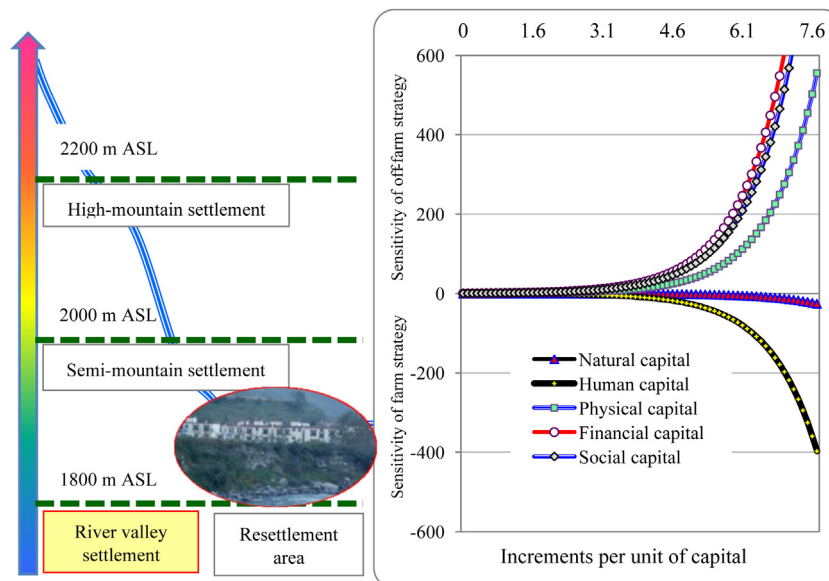 2200 m ASL
High-mountain settlement
2000 m ASL
Semi-mountain settlement
1800 m ASL
River valley
settlement
Resettlement
area
0 1.6 3.1 4.6 6.1 7.6
600
400
200
0
-200
-400
-600
Sensitivity of off-farm strategy
Sensitivity of farm strategy
Natural capital
Human capital
Physical capital
Financial capital
Social capital
Increments per unit of capital